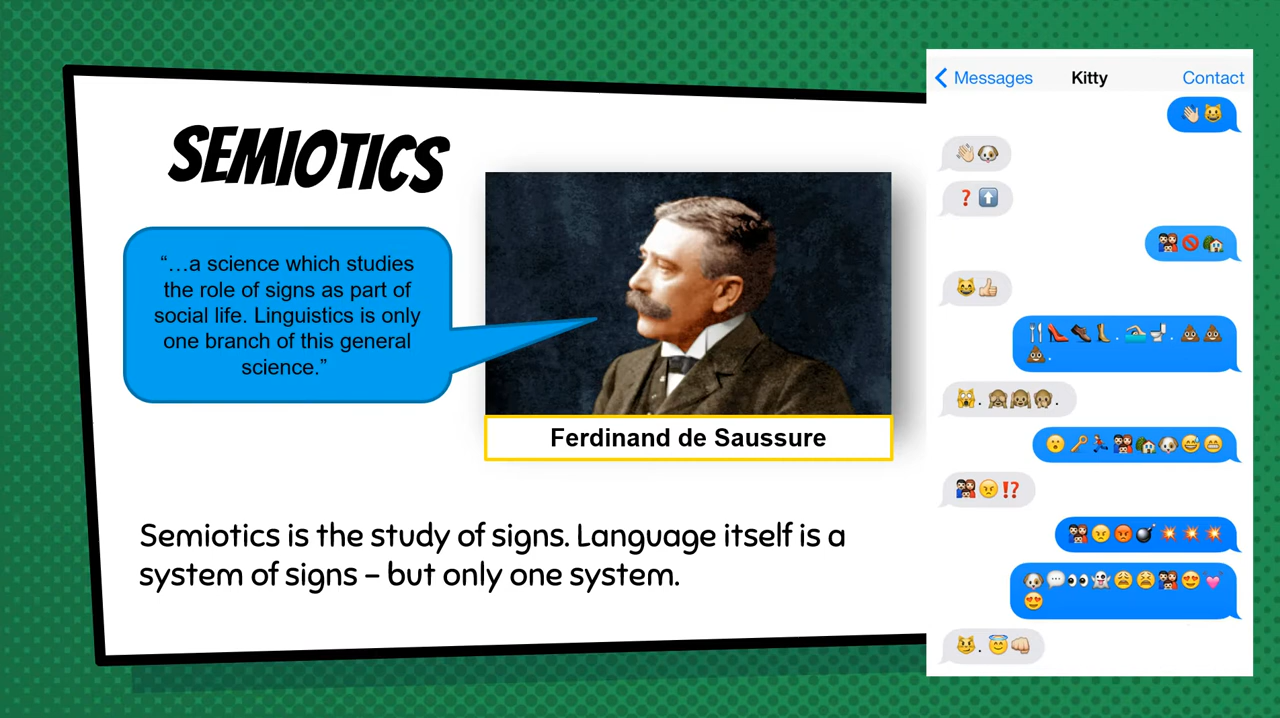 SEMIOTICS
“…a science which studies
the role of signs as part of
social life. Linguistics is only
one branch of this general
science.”
Ferdinand de Saussure
Semiotics is the study of signs. Language itself is a
system of signs – but only one system.
Messages Kitty Contact
👋🏻😺
👋🏻🐶
❓⬆️
👫🚫🏡
😹👍🏻
🍴👠👞👢. 🏊🚽. 💩💩
💩.
🙀. 🙈🙉🙊.
😮🔑🏃👫🏡🐶😅😁
👫😠⁉️
👫😠😡💣💥💥💥
🐶💬👀👻😩😫👫😍💓
😍
😼. 😇👊🏻